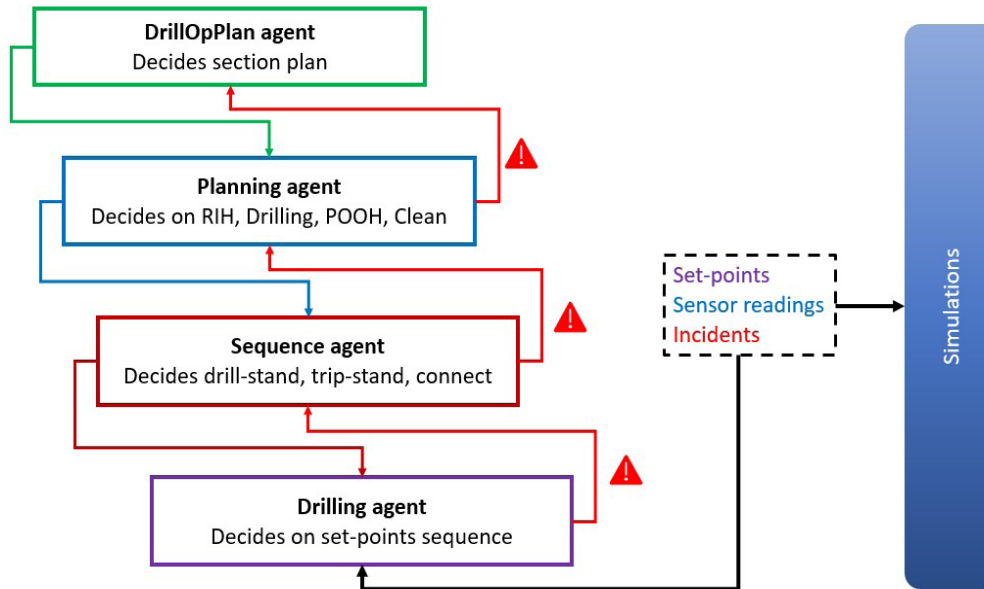 DrillOpPlan agent
Decides section plan
Planning agent
Decides on RIH, Drilling, POOH, Clean
Set-points
Sensor readings
Incidents
Simulations
Sequence agent
Decides drill-stand, trip-stand, connect
Drilling agent
Decides on set-points sequence